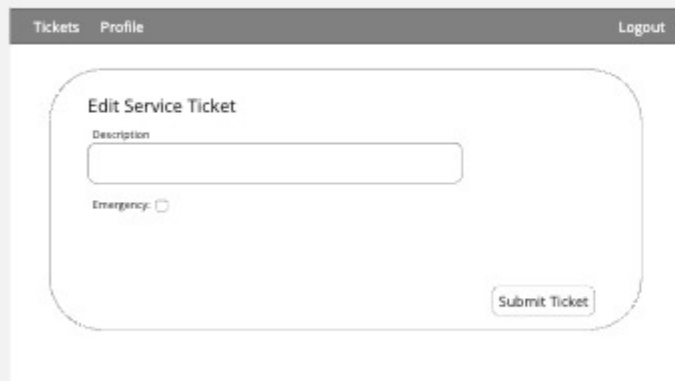 Tickets Profile Logout
Edit Service Ticket
Description
Emergency:
Submit Ticket